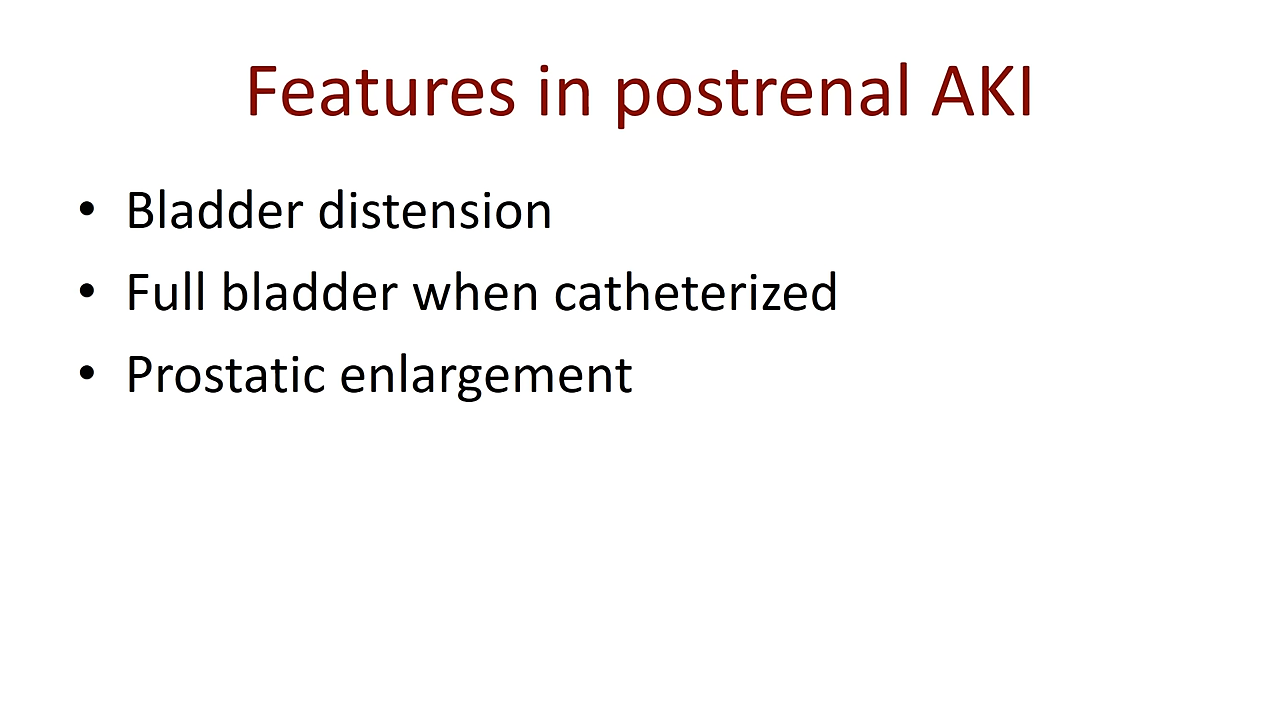 Features in postrenal AKI
• Bladder distension
• Full bladder when catheterized
• Prostatic enlargement